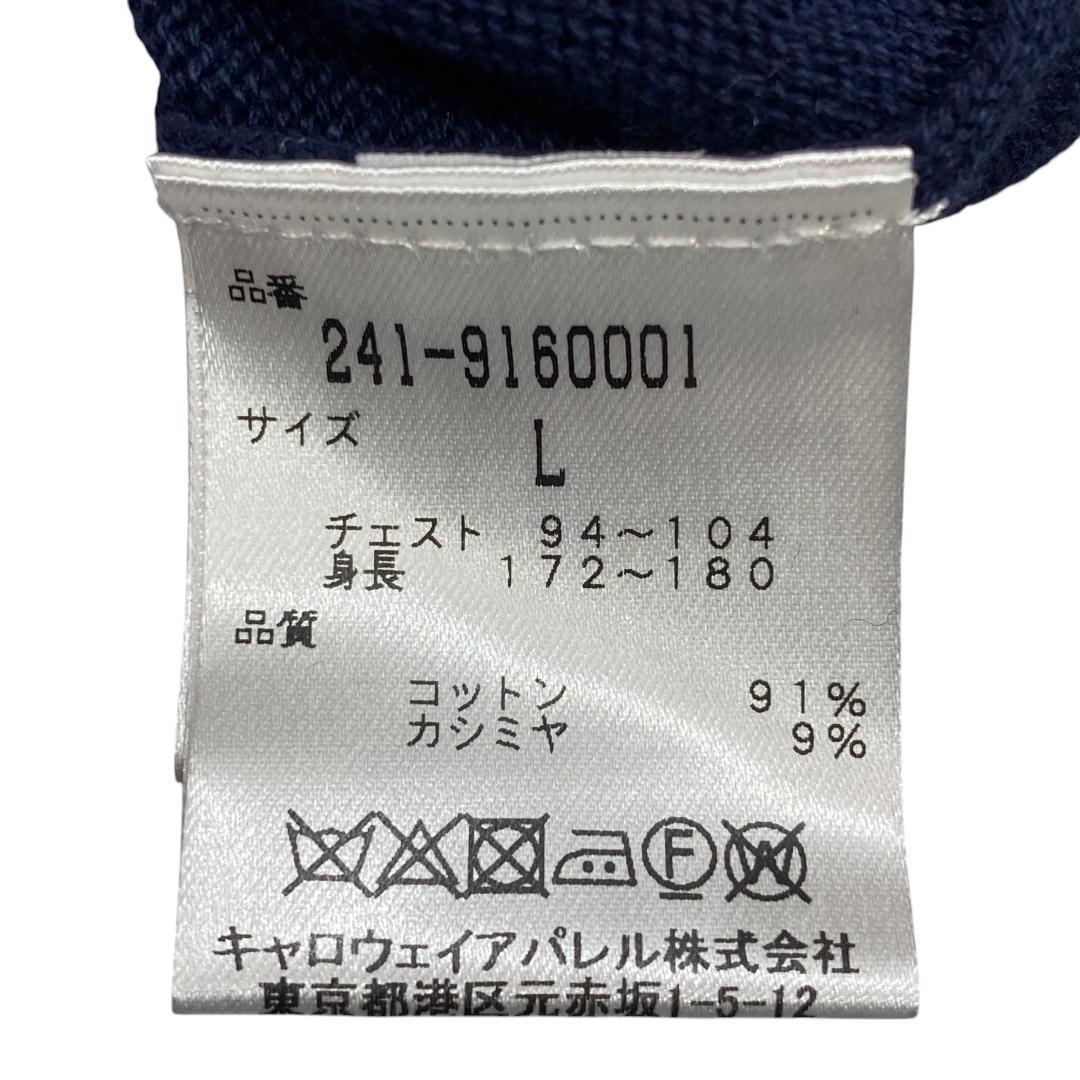 品番
241-9160001
サイズ
L
チェスト 94～104
身長 172～180
品質
コットン 91%
カシミヤ 9%
F W
キャロウェイアパレル株式会社
東京都港区元赤坂1-5-12